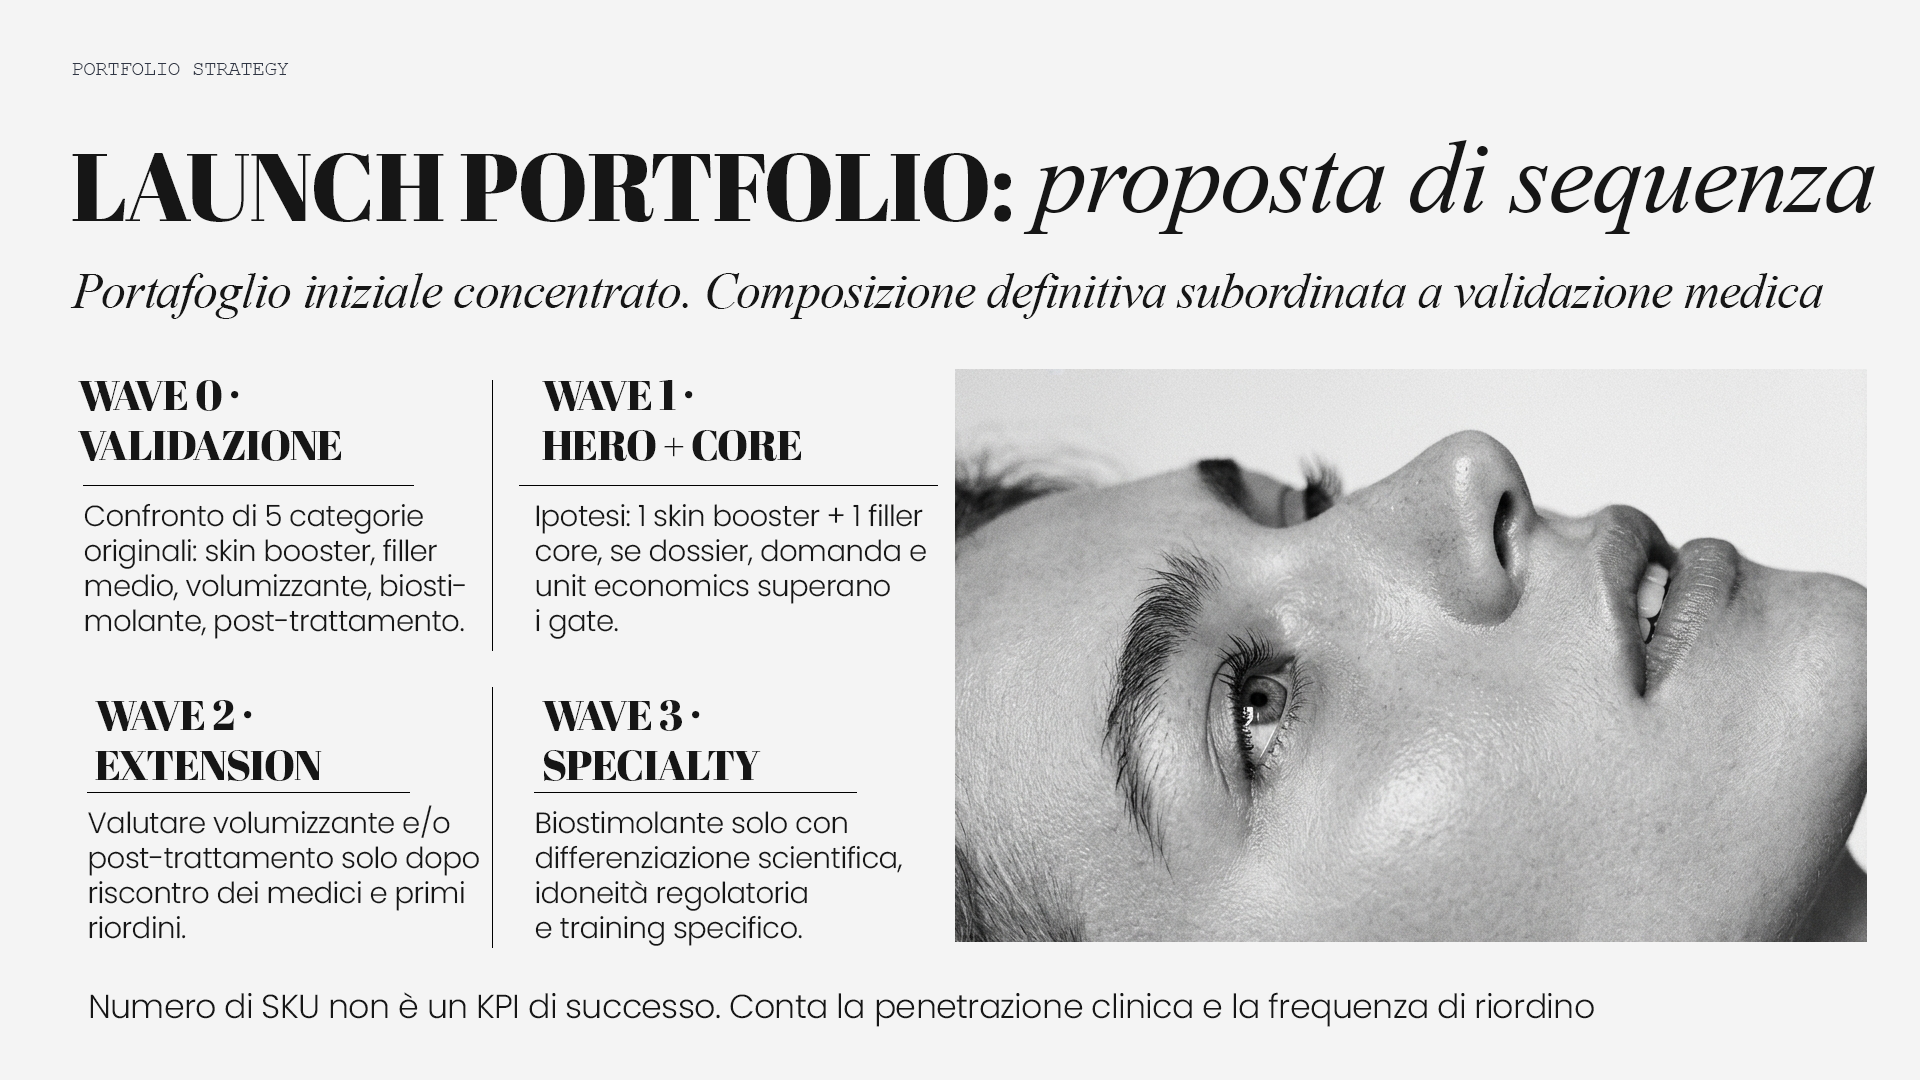 PORTFOLIO STRATEGY
LAUNCH PORTFOLIO: proposta di sequenza
Portafoglio iniziale concentrato. Composizione definitiva subordinata a validazione medica
WAVE 0 ·
VALIDAZIONE
Confronto di 5 categorie
originali: skin booster, filler
medio, volumizzante, biosti-
molante, post-trattamento.
WAVE 1 ·
HERO + CORE
Ipotesi: 1 skin booster + 1 filler
core, se dossier, domanda e
unit economics superano
i gate.
WAVE 2 ·
EXTENSION
Valutare volumizzante e/o
post-trattamento solo dopo
riscontro dei medici e primi
riordini.
WAVE 3 ·
SPECIALTY
Biostimolante solo con
differenziazione scientifica,
idoneità regolatoria
e training specifico.
Numero di SKU non è un KPI di successo. Conta la penetrazione clinica e la frequenza di riordino